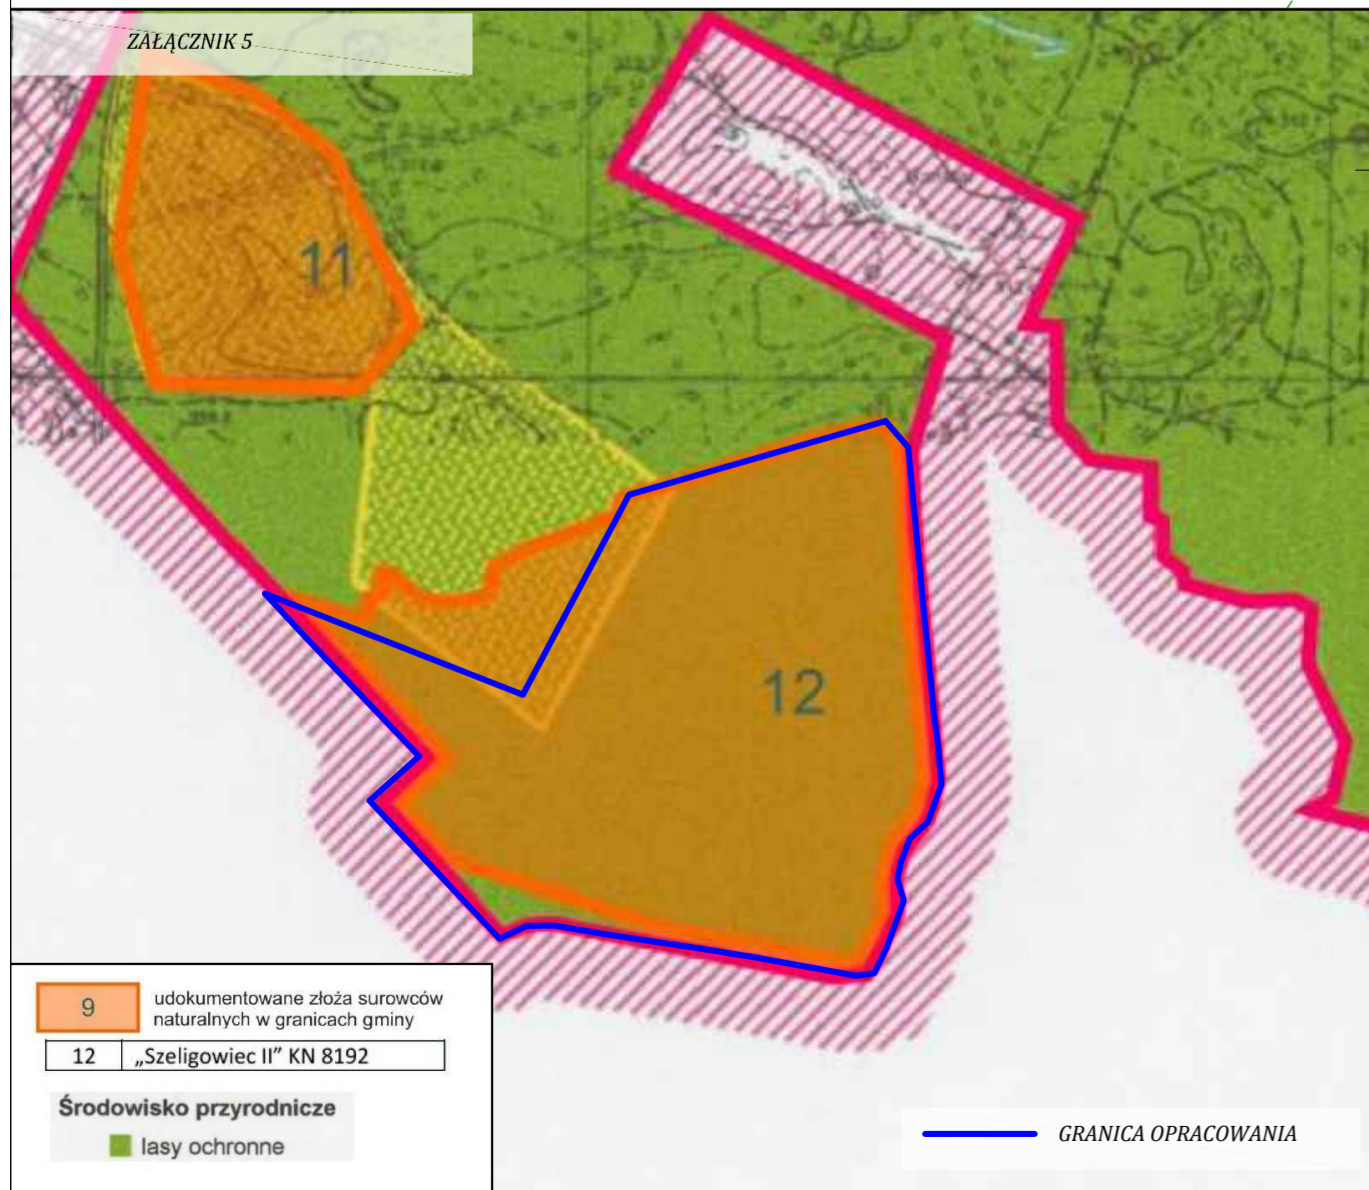 ZAŁĄCZNIK 5
11
12
9
udokumentowane złoża surowców
naturalnych w granicach gminy
12 „Szeligowiec II” KN 8192
Środowisko przyrodnicze
lasy ochronne
GRANICA OPRACOWANIA